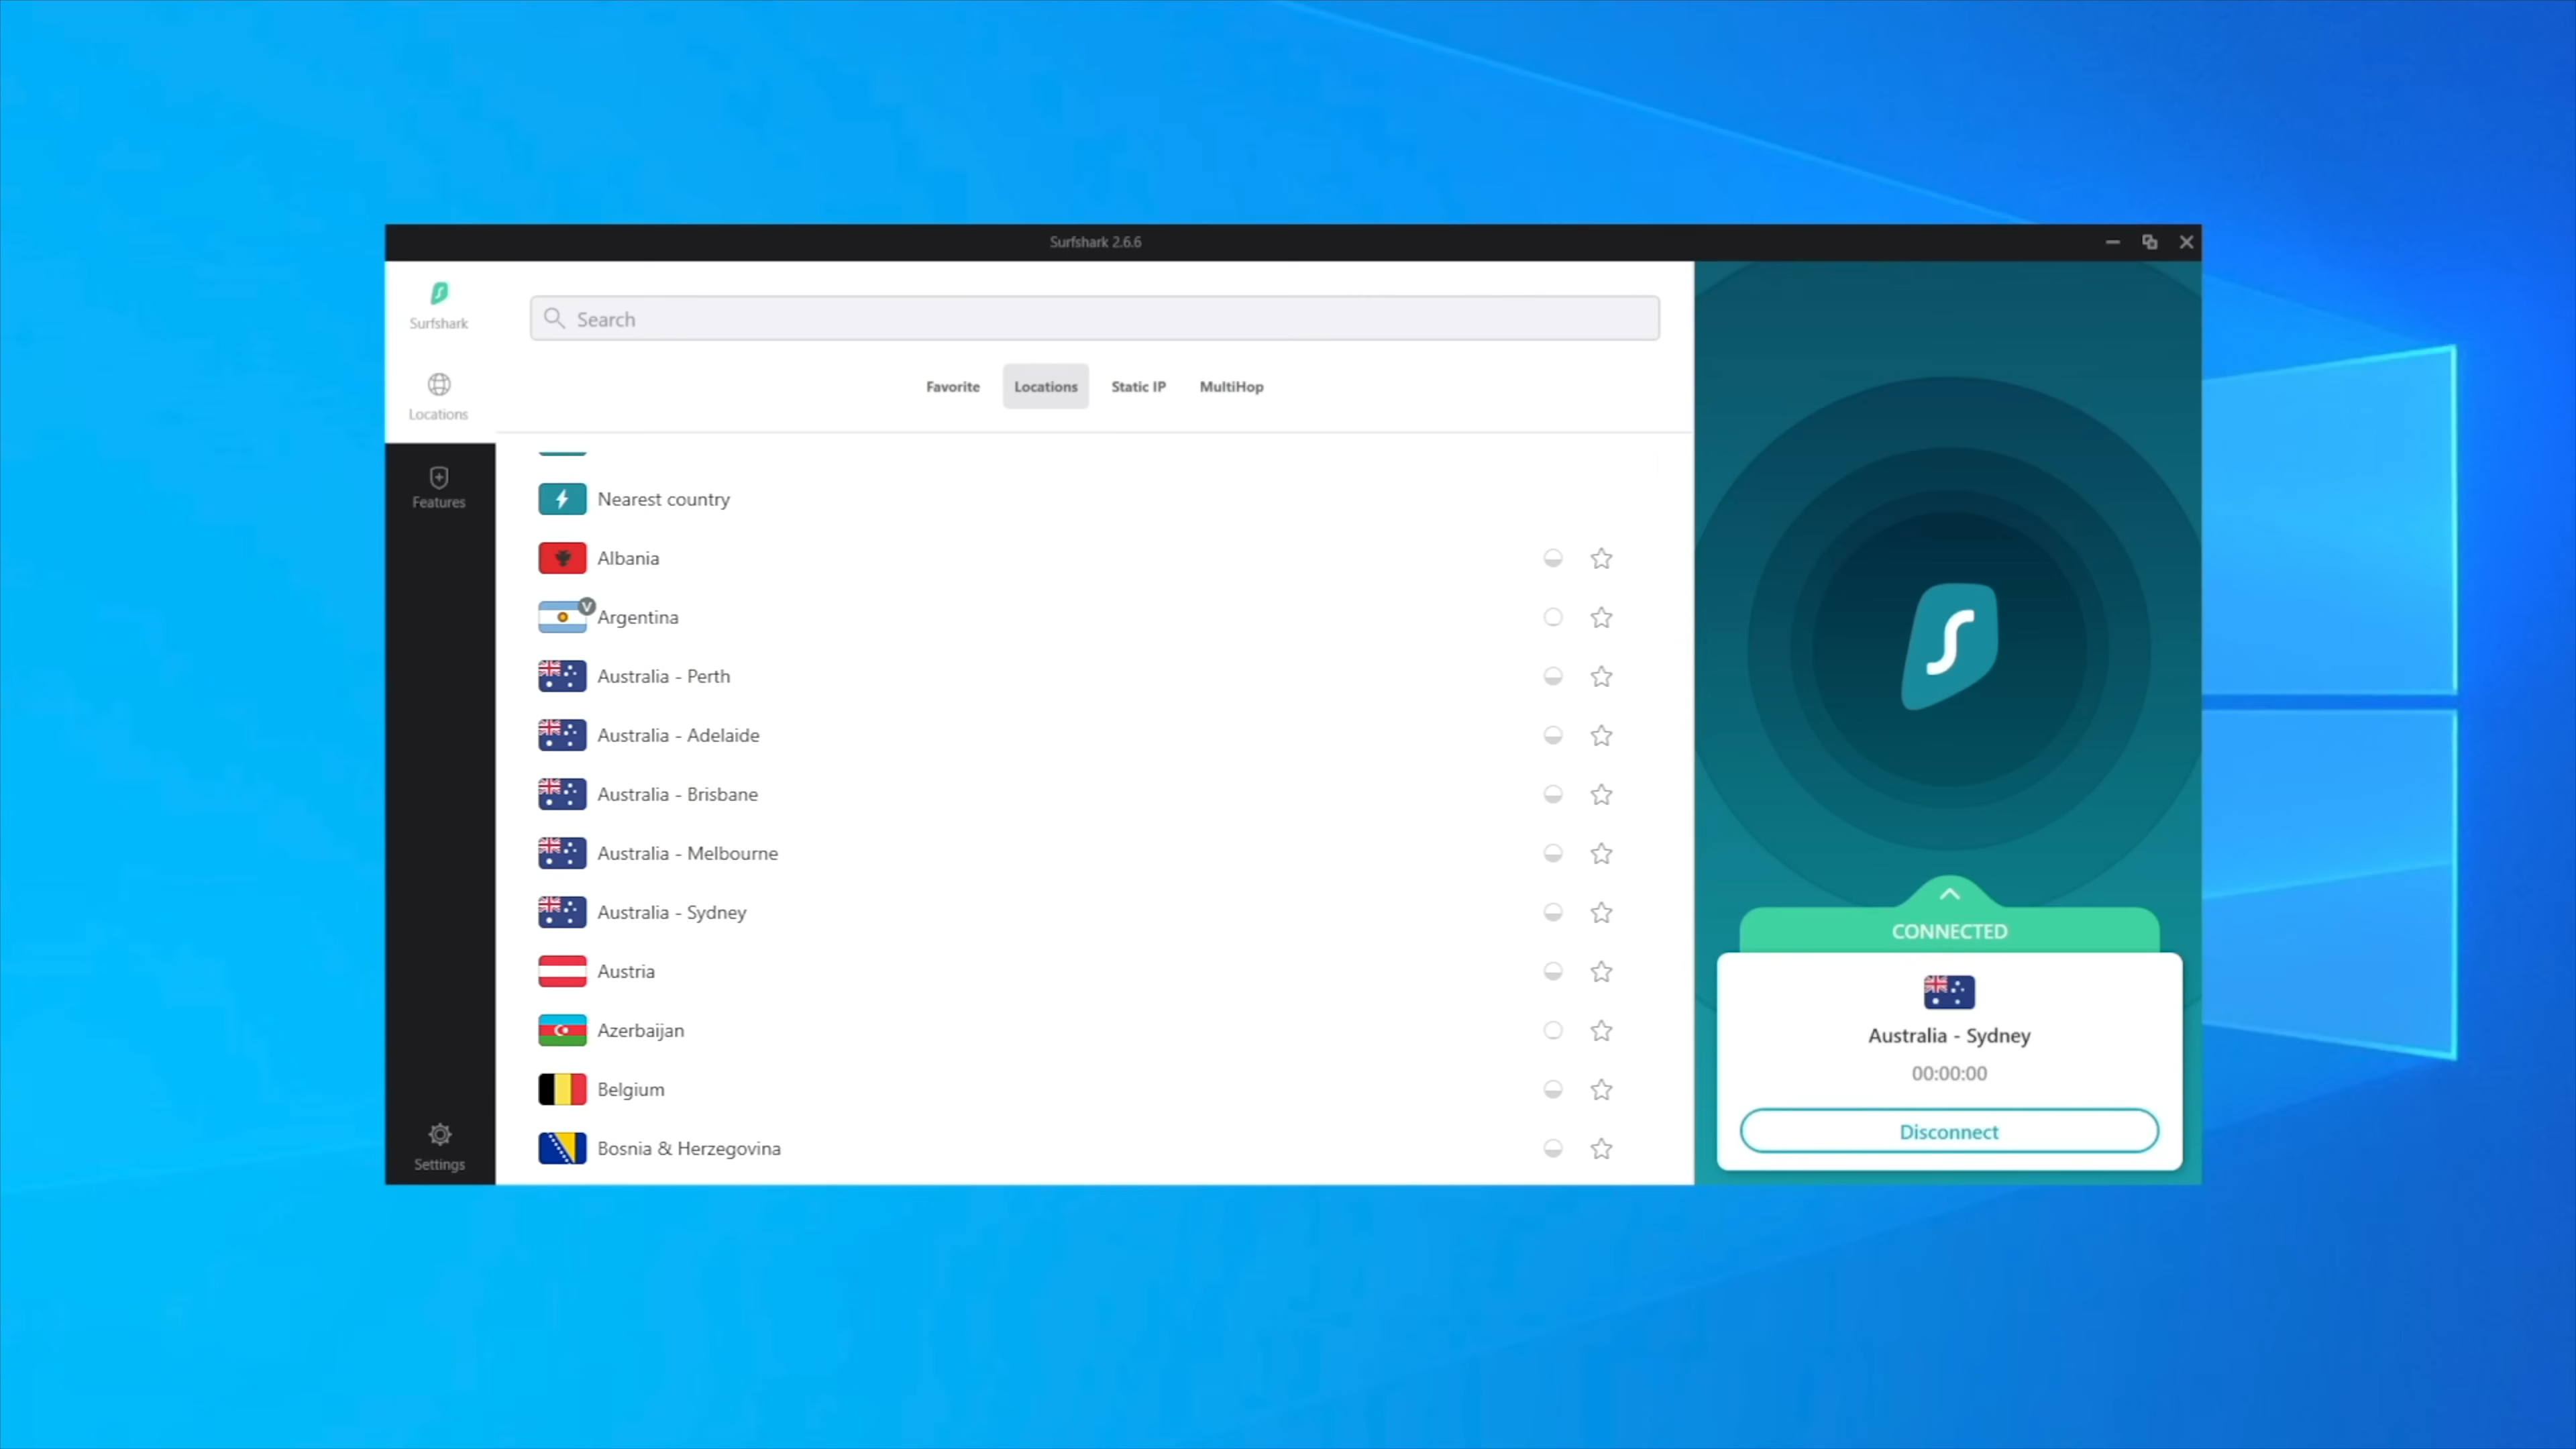 Surfshark 2.6.6
Surfshark
Locations
Features
Settings
Search
Favorite
Locations
Static IP
MultiHop
Nearest country
Albania
V
Argentina
Australia - Perth
Australia - Adelaide
Australia - Brisbane
Australia - Melbourne
Australia - Sydney
Austria
Azerbaijan
Belgium
Bosnia & Herzegovina
CONNECTED
Australia - Sydney
00:00:00
Disconnect